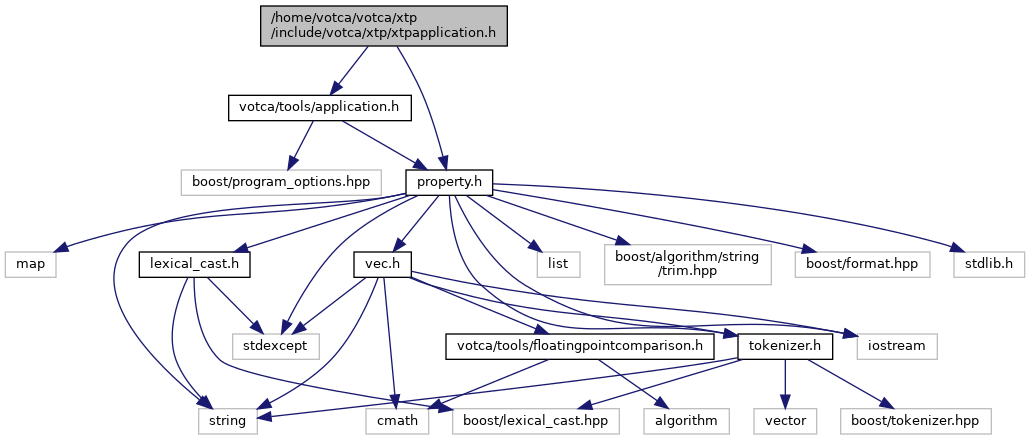 /home/votca/votca/xtp
/include/votca/xtp/xtpapplication.h
votca/tools/application.h
boost/program_options.hpp
property.h
map
lexical_cast.h
vec.h
list
boost/algorithm/string
/trim.hpp
boost/format.hpp
stdlib.h
stdexcept
votca/tools/floatingpointcomparison.h
tokenizer.h
iostream
string
cmath
boost/lexical_cast.hpp
algorithm
vector
boost/tokenizer.hpp